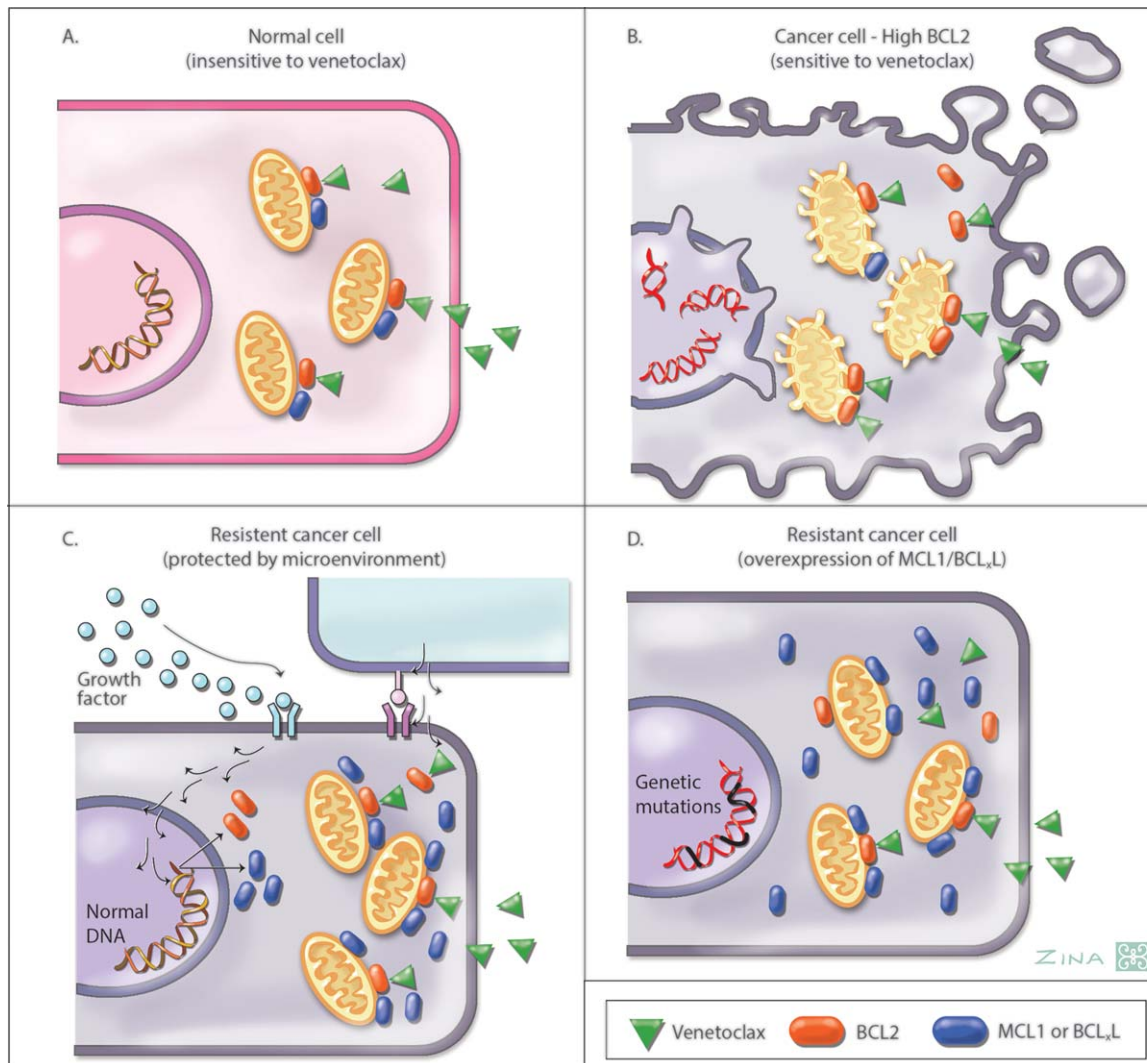 A.
Normal cell
(insensitive to venetoclax)
B.
Cancer cell - High BCL2
(sensitive to venetoclax)
C.
Resistent cancer cell
(protected by microenvironment)
Growth
factor
Normal
DNA
D.
Resistant cancer cell
(overexpression of MCL1/BCLₓL)
Genetic
mutations
ZINA
Venetoclax
BCL2
MCL1 or BCLₓL